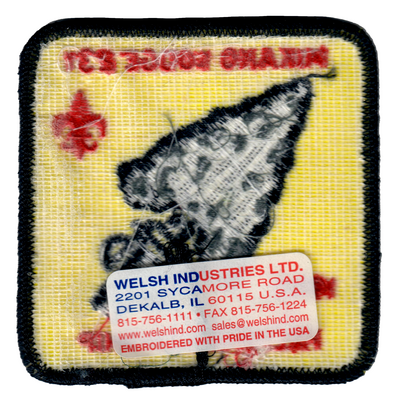 WELSH INDUSTRIES LTD.
2201 SYCAMORE ROAD
DEKALB, IL 60115 U.S.A.
815-756-1111 • FAX 815-756-1224
www.welshind.com sales@welshind.com
EMBROIDERED WITH PRIDE IN THE USA